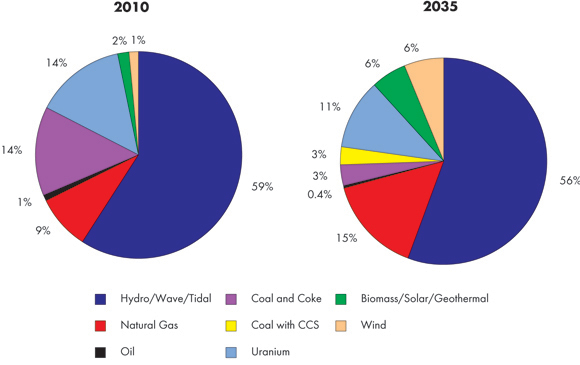 2010
2035
2%
1%
14%
14%
1%
9%
59%
6%
6%
11%
3%
3%
0.4%
15%
56%
Hydro/Wave/Tidal
Coal and Coke
Biomass/Solar/Geothermal
Natural Gas
Coal with CCS
Wind
Oil
Uranium